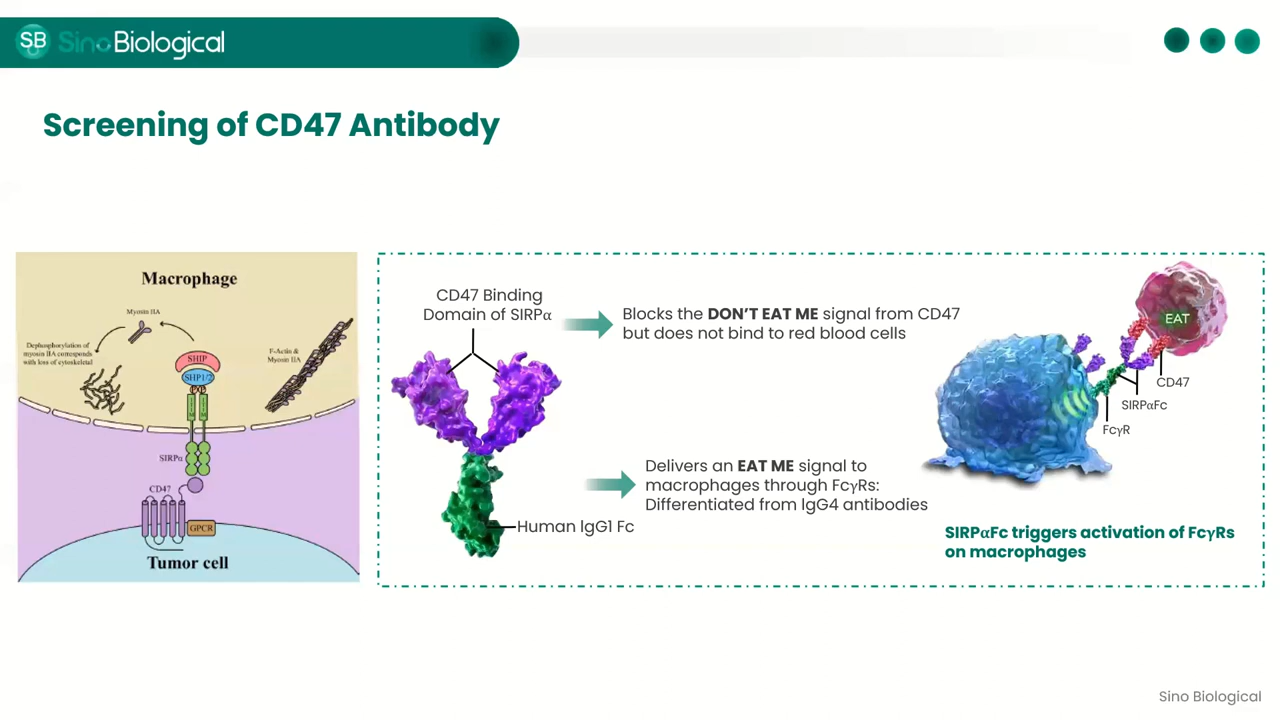 SB SinoBiological
Screening of CD47 Antibody
Macrophage
Myosin IIA
Dephosphorylation of
myosin IIA corresponds
with loss of cytoskeletal
SHIP
SHP1/2
F-Actin &
Myosin IIA
SIRPα
CD47
GPCR
Tumor cell
CD47 Binding
Domain of SIRPα
Blocks the DON'T EAT ME signal from CD47
but does not bind to red blood cells
Delivers an EAT ME signal to
macrophages through FcγRs:
Differentiated from lgG4 antibodies
Human lgG1 Fc
EAT
CD47
SIRPαFc
FcγR
SIRPαFc triggers activation of FcγRs
on macrophages
Sino Biological